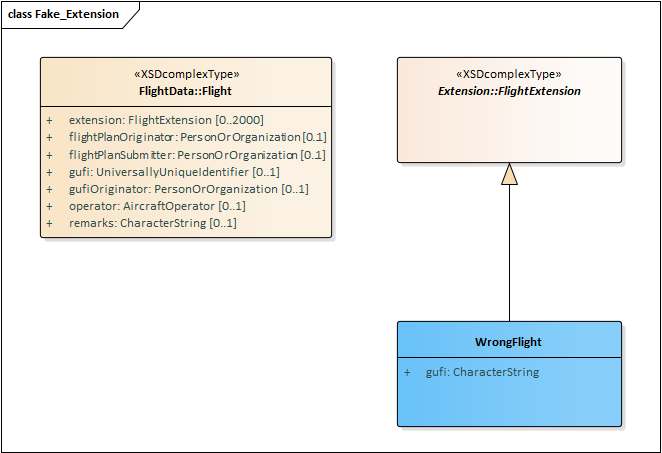 class Fake_Extension
«XSDcomplexType»
FlightData::Flight
+ extension: FlightExtension [0..2000]
+ flightPlanOriginator: PersonOrOrganization [0.1]
+ flightPlanSubmitter: PersonOrOrganization [0..1]
+ gufi: UniversallyUniqueIdentifier [0..1]
+ gufiOriginator: PersonOrOrganization [0..1]
+ operator: AircraftOperator [0..1]
+ remarks: CharacterString [0..1]
«XSDcomplexType»
Extension::FlightExtension
WrongFlight
+ gufi: CharacterString